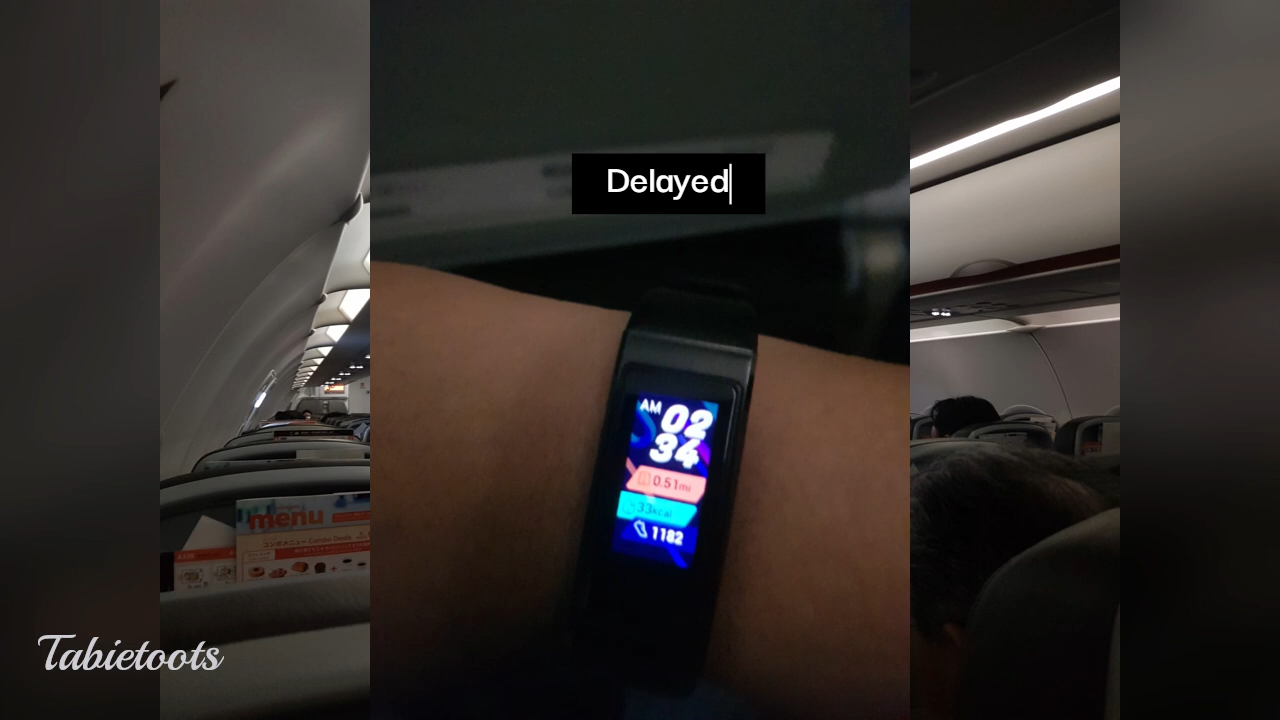 Delayed
AM
02
34
0.51mi
33kcal
1182
menu
コンボメニュー Combo Deals
Tabietoots